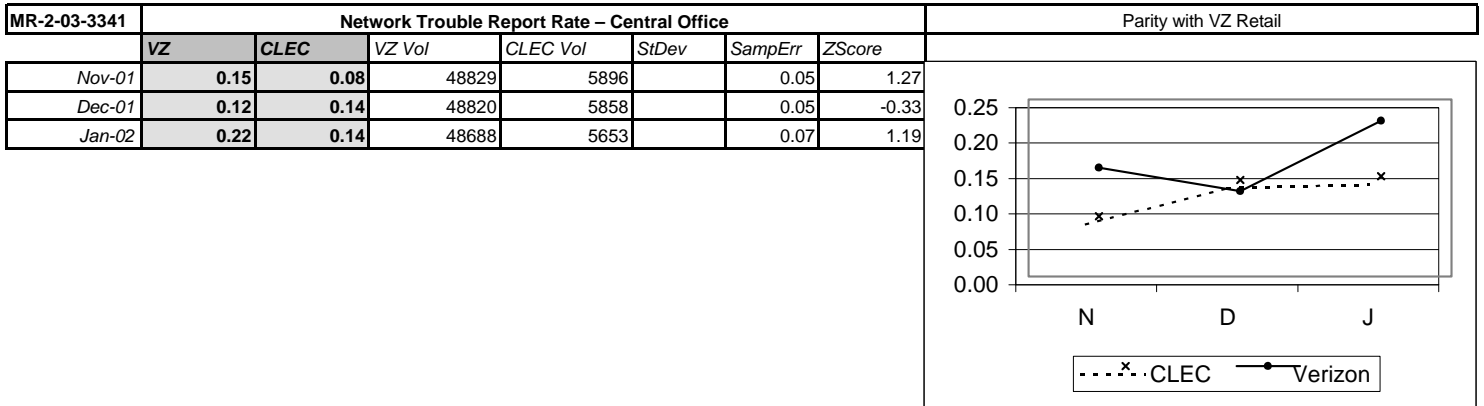 MR-2-03-3341 Network Trouble Report Rate – Central Office Parity with VZ Retail
VZ CLEC VZ Vol CLEC Vol StDev SampErr ZScore
Nov-01 0.15 0.08 48829 5896 0.05 1.27
Dec-01 0.12 0.14 48820 5858 0.05 -0.33
Jan-02 0.22 0.14 48688 5653 0.07 1.19
0.25
0.20
0.15
0.10
0.05
0.00
N D J
CLEC Verizon